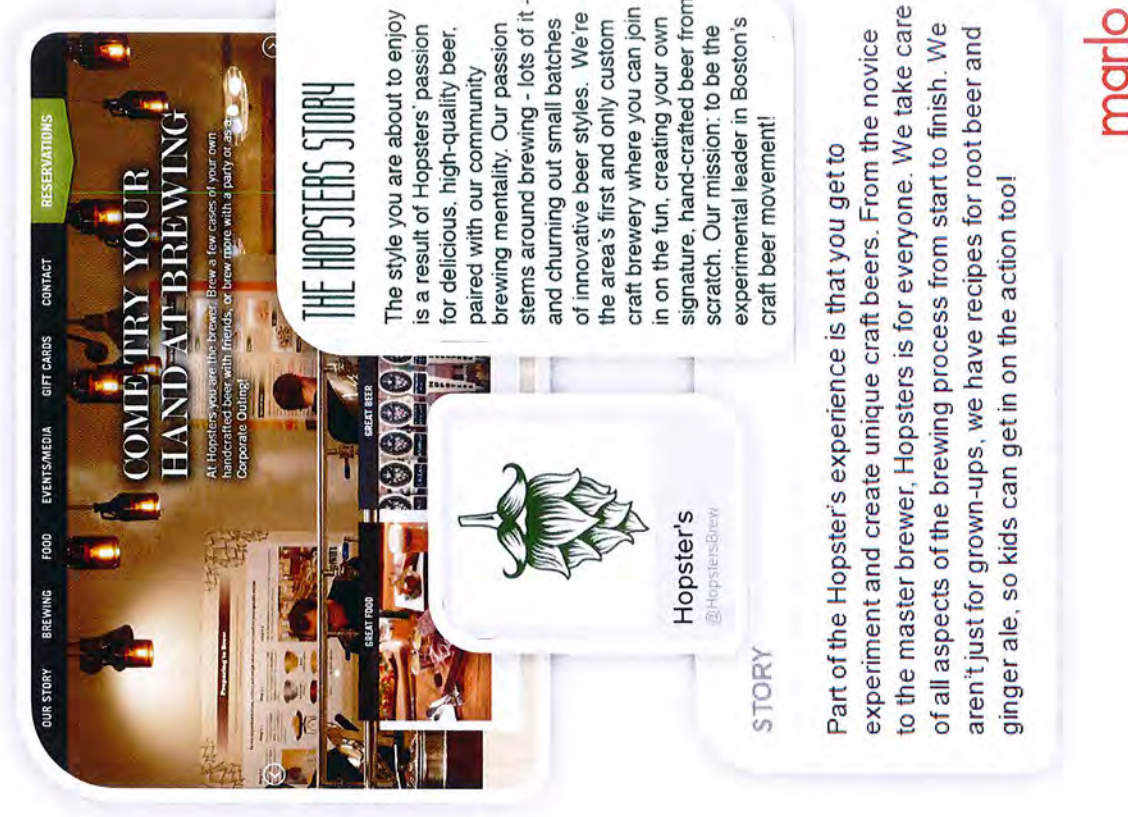 OUR STORY BREWING FOOD EVENTS/MEDIA GIFT CARDS CONTACT RESERVATIONS
COME TRY YOUR
HAND AT BREWING
At Hopsters you are the brewer. Brew a few cases of your own
handcrafted beer with friends, or brew more with a party or as a
Corporate Outing!
Preparing to Brew
GREAT FOOD
GREAT BEER
THE HOPSTERS STORY
The style you are about to enjoy
is a result of Hopsters' passion
for delicious, high-quality beer,
paired with our community
brewing mentality. Our passion
stems around brewing - lots of it -
and churning out small batches
of innovative beer styles. We're
the area's first and only custom
craft brewery where you can join
in on the fun, creating your own
signature, hand-crafted beer from
scratch. Our mission: to be the
experimental leader in Boston's
craft beer movement!
Hopster's
@HopstersBrew
STORY
Part of the Hopster's experience is that you get to
experiment and create unique craft beers. From the novice
to the master brewer, Hopsters is for everyone. We take care
of all aspects of the brewing process from start to finish. We
aren't just for grown-ups, we have recipes for root beer and
ginger ale, so kids can get in on the action too!
marlo